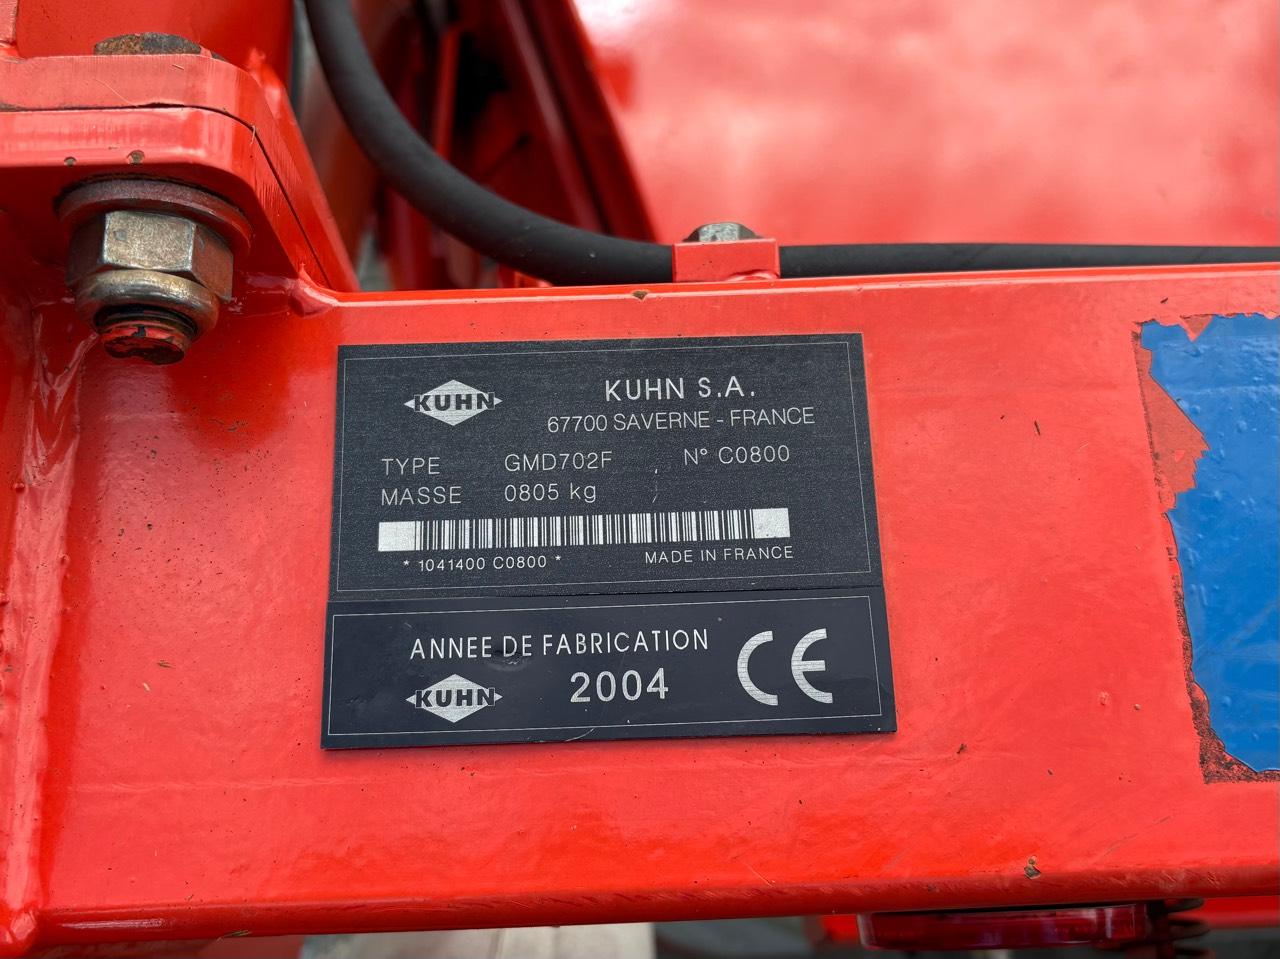 KUHN
KUHN S.A.
67700 SAVERNE - FRANCE
TYPE GMD702F N° C0800
MASSE 0805 kg
* 1041400 C0800 * MADE IN FRANCE
ANNEE DE FABRICATION
KUHN 2004 CE